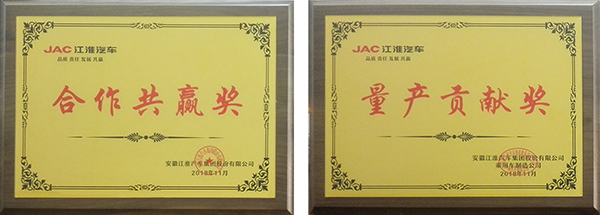 JAC 江淮汽车
品质 责任 发展 共赢
合作共赢奖
安徽江淮汽车集团股份有限公司
2018年11月
JAC 江淮汽车
品质 责任 发展 共赢
量产贡献奖
安徽江淮汽车集团股份有限公司
乘用车制造公司
2018年11月